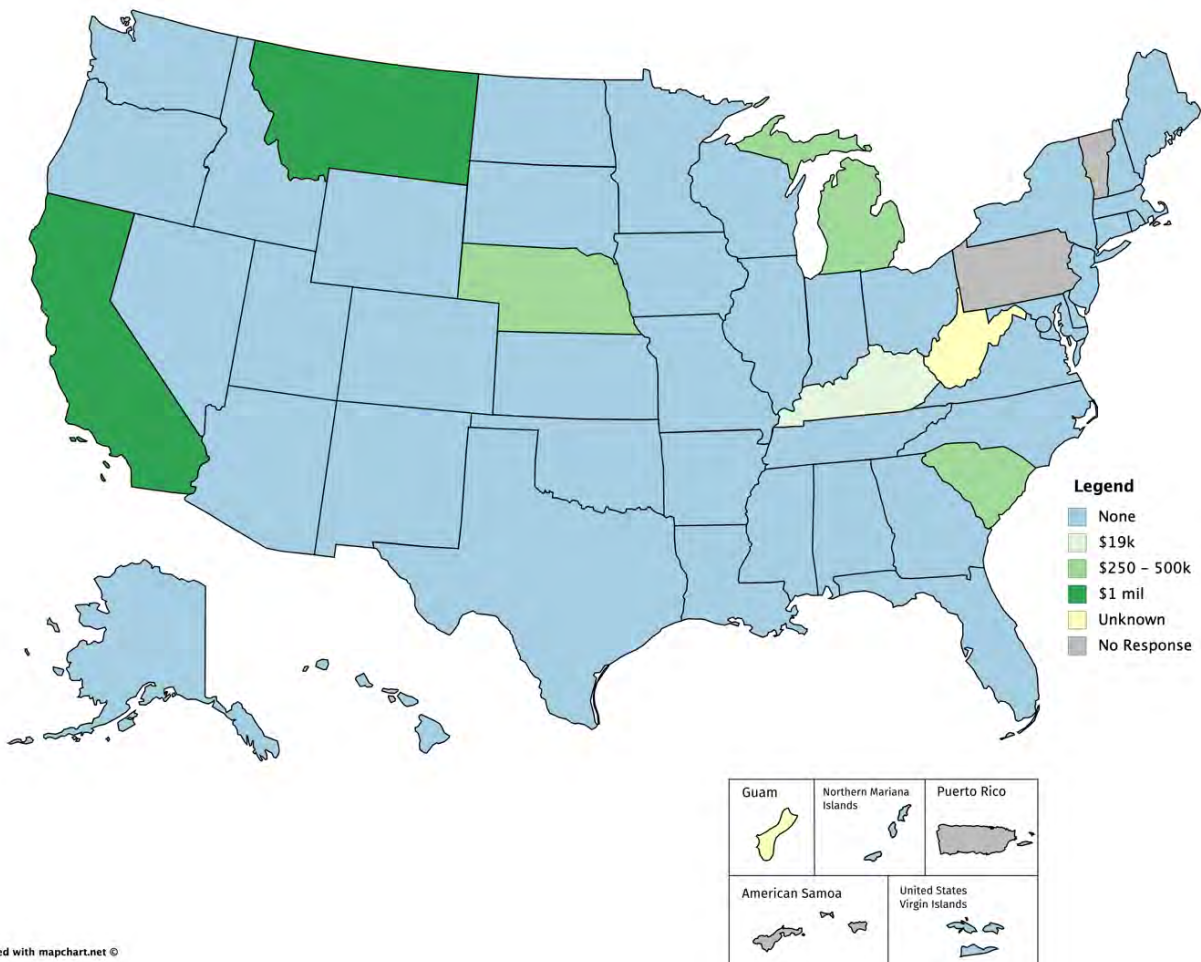 Legend
None
$19k
$250 – 500k
$1 mil
Unknown
No Response
Guam
Northern Mariana
Islands
Puerto Rico
American Samoa
United States
Virgin Islands
ed with mapchart.net ©